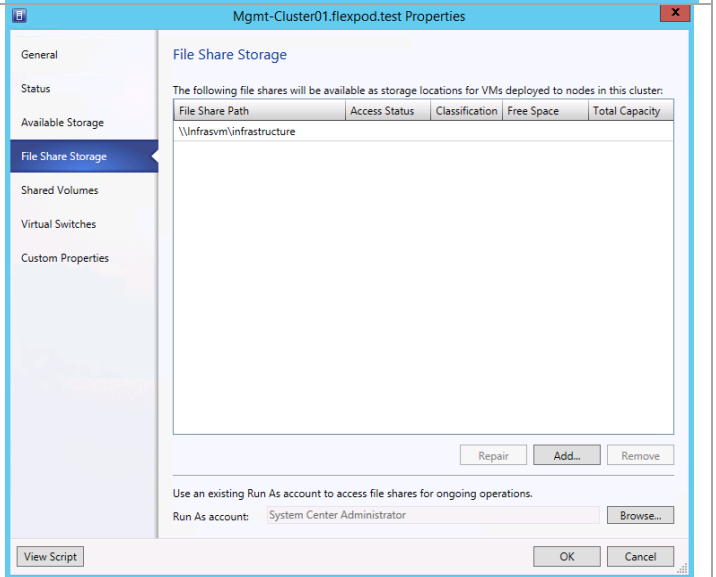 Mgmt-Cluster01.flexpod.test Properties
x
General
Status
Available Storage
File Share Storage
Shared Volumes
Virtual Switches
Custom Properties
File Share Storage
The following file shares will be available as storage locations for VMs deployed to nodes in this cluster:
File Share Path Access Status Classification Free Space Total Capacity
\\Infrasvm\infrastructure
Repair Add... Remove
Use an existing Run As account to access file shares for ongoing operations.
Run As account: System Center Administrator Browse...
View Script OK Cancel